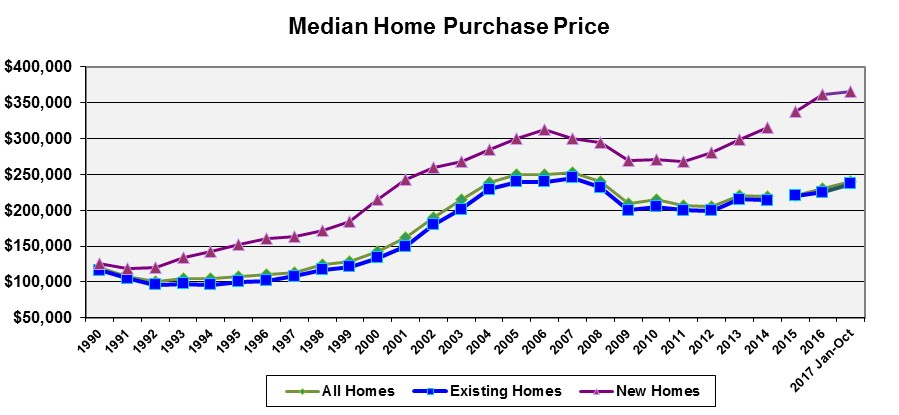 Median Home Purchase Price
$400,000
$350,000
$300,000
$250,000
$200,000
$150,000
$100,000
$50,000
1990 1991 1992 1993 1994 1995 1996 1997 1998 1999 2000 2001 2002 2003 2004 2005 2006 2007 2008 2009 2010 2011 2012 2013 2014 2015 2016 2017 Jan-Oct
All Homes Existing Homes New Homes